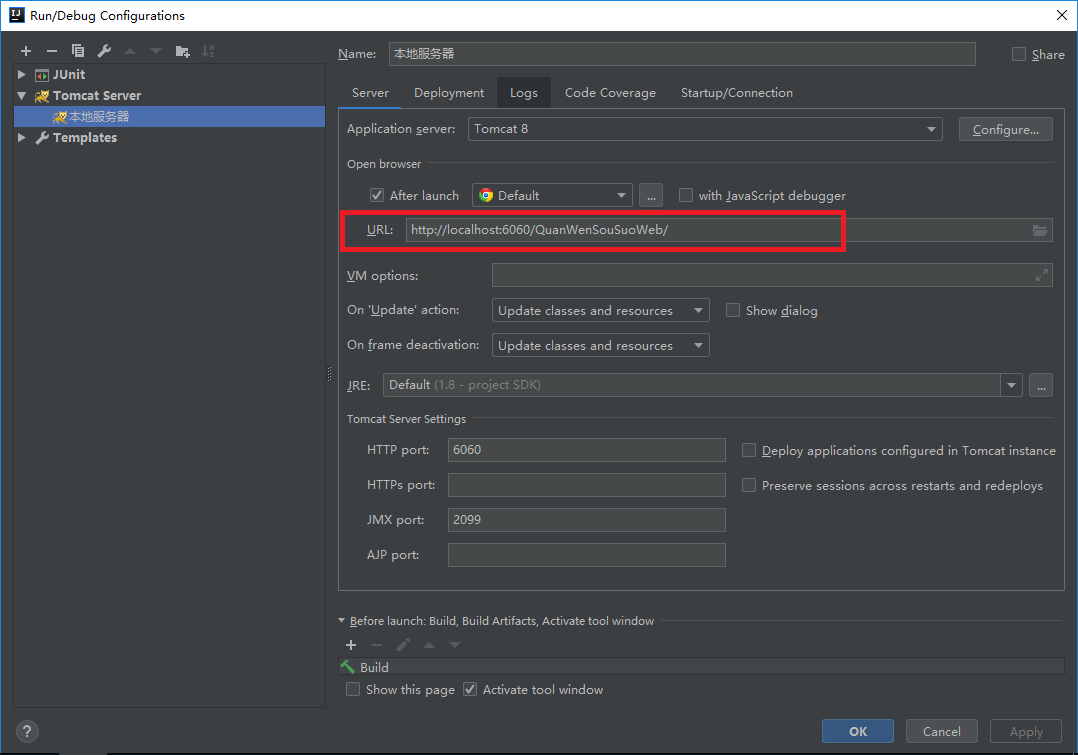 Run/Debug Configurations
Name: 本地服务器 Share
JUnit
Tomcat Server
本地服务器
Templates
Server Deployment Logs Code Coverage Startup/Connection
Application server: Tomcat 8 Configure...
Open browser
After launch Default ... with JavaScript debugger
URL: http://localhost:6060/QuanWenSouSuoWeb/
VM options:
On 'Update' action: Update classes and resources Show dialog
On frame deactivation: Update classes and resources
JRE: Default (1.8 - project SDK) ...
Tomcat Server Settings
HTTP port: 6060 Deploy applications configured in Tomcat instance
HTTPs port: Preserve sessions across restarts and redeploys
JMX port: 2099
AJP port:
Before launch: Build, Build Artifacts, Activate tool window
Build
Show this page Activate tool window
? OK Cancel Apply